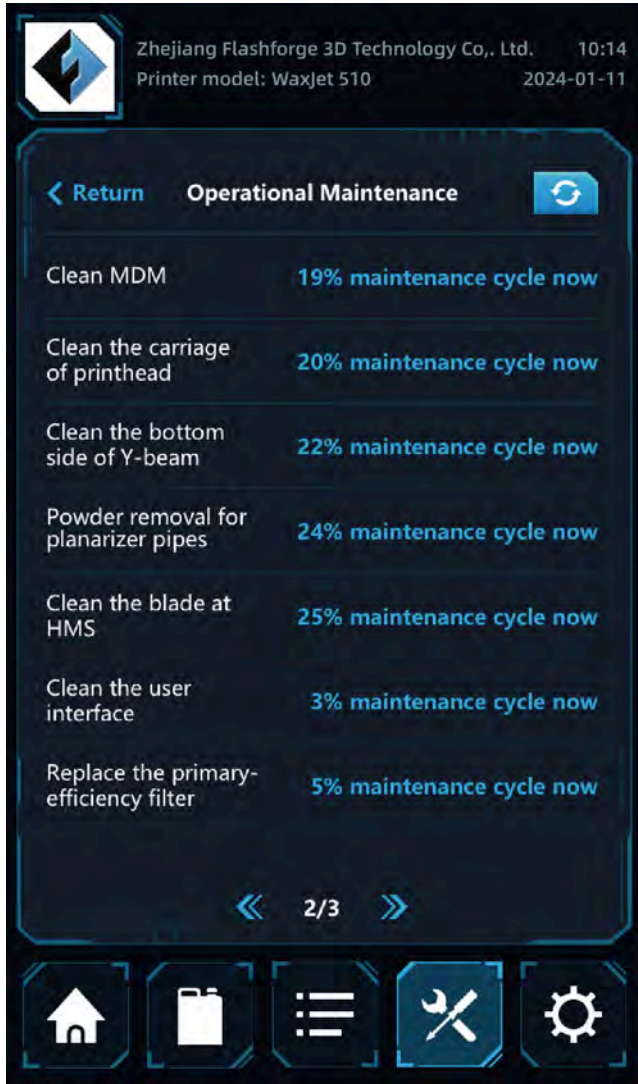 Zhejiang Flashforge 3D Technology Co,. Ltd. 10:14
Printer model: WaxJet 510 2024-01-11
Return Operational Maintenance
Clean MDM 19% maintenance cycle now
Clean the carriage
of printhead 20% maintenance cycle now
Clean the bottom
side of Y-beam 22% maintenance cycle now
Powder removal for
planarizer pipes 24% maintenance cycle now
Clean the blade at
HMS 25% maintenance cycle now
Clean the user
interface 3% maintenance cycle now
Replace the primary-
efficiency filter 5% maintenance cycle now
2/3